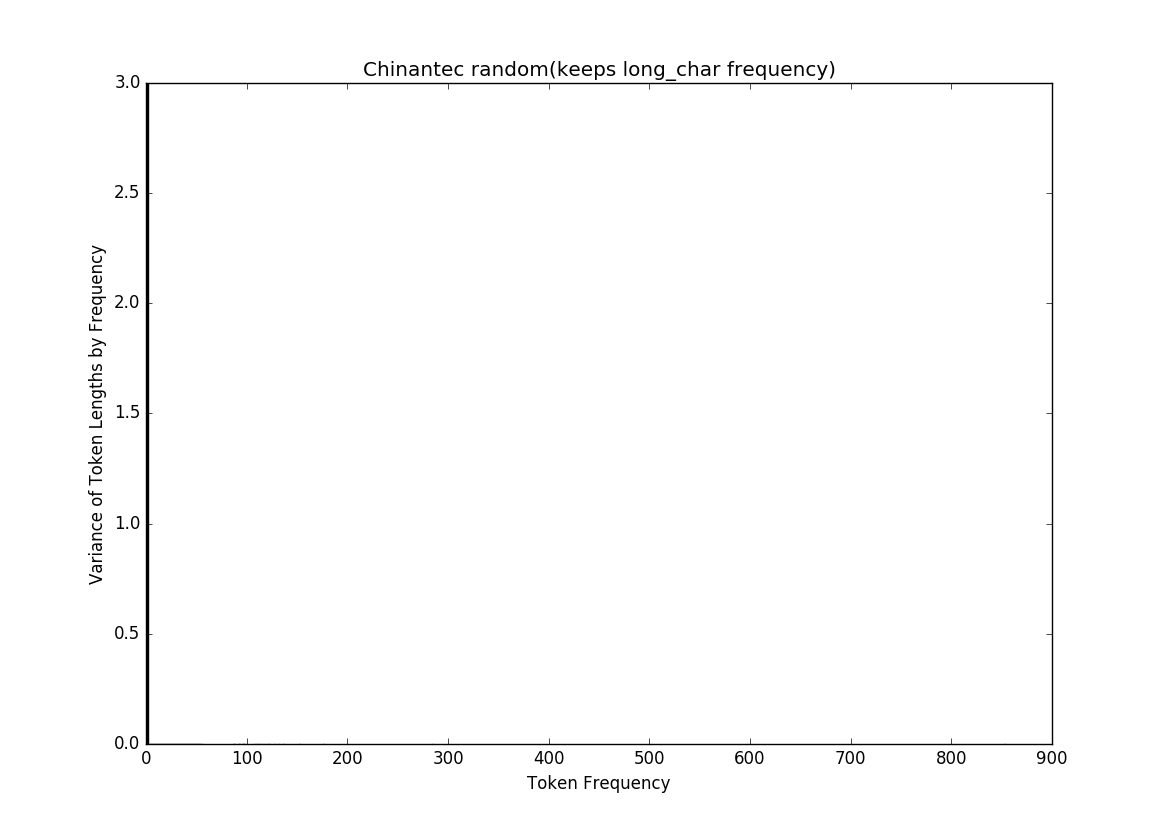 Chinantec random(keeps long_char frequency)
3.0
2.5
2.0
1.5
1.0
0.5
0.0
Variance of Token Lengths by Frequency
0 100 200 300 400 500 600 700 800 900
Token Frequency